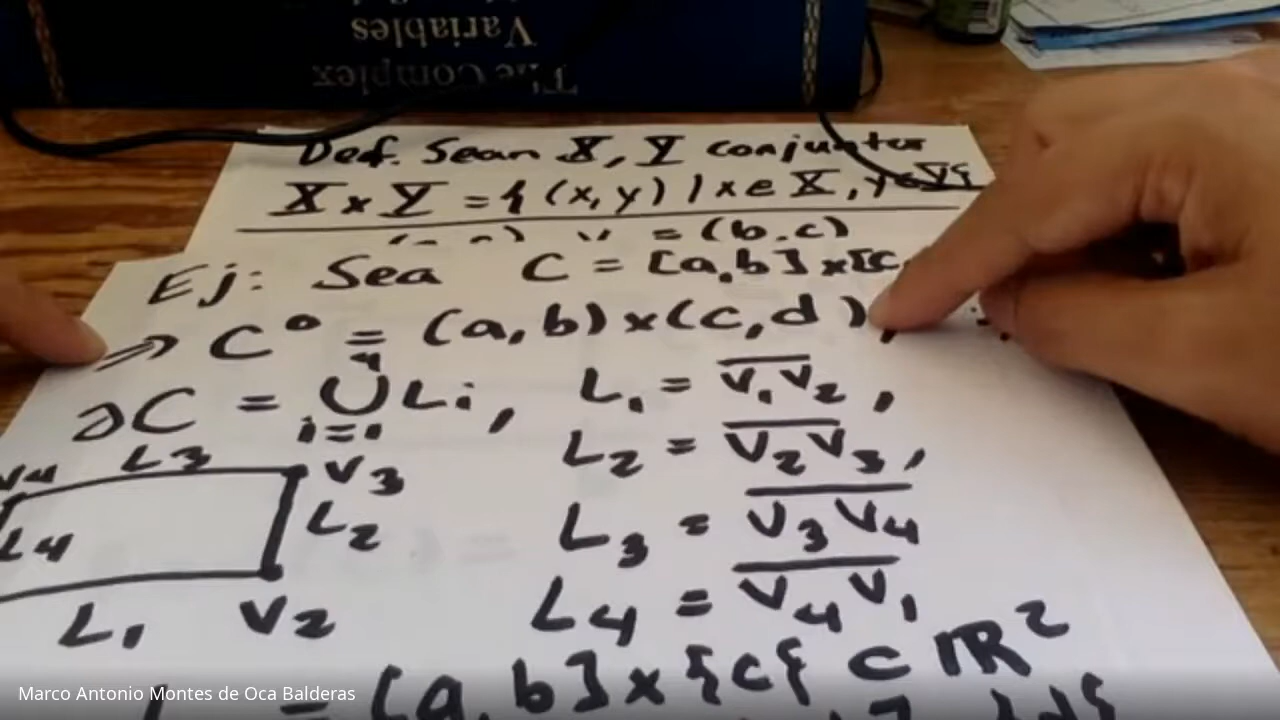 The Complex
Variables
Def. Sean X, Y conjuntos
X x Y = { (x, y) | x ∈ X, y ∈ Y}
= (b, c)
Ej: Sea C = [a, b] x [c,
⇒ C° = (a, b) x (c, d),
∂C = ⋃ᵢ₌₁⁴ Li, L₁ = V₁V₂,
L₂ = V₂V₃,
L₃ = V₃V₄
L₄ = V₄V₁
V4 L3 V3
L4 L2
L1 V2
= [a, b] x {c} ⊂ ℝ²
Marco Antonio Montes de Oca Balderas